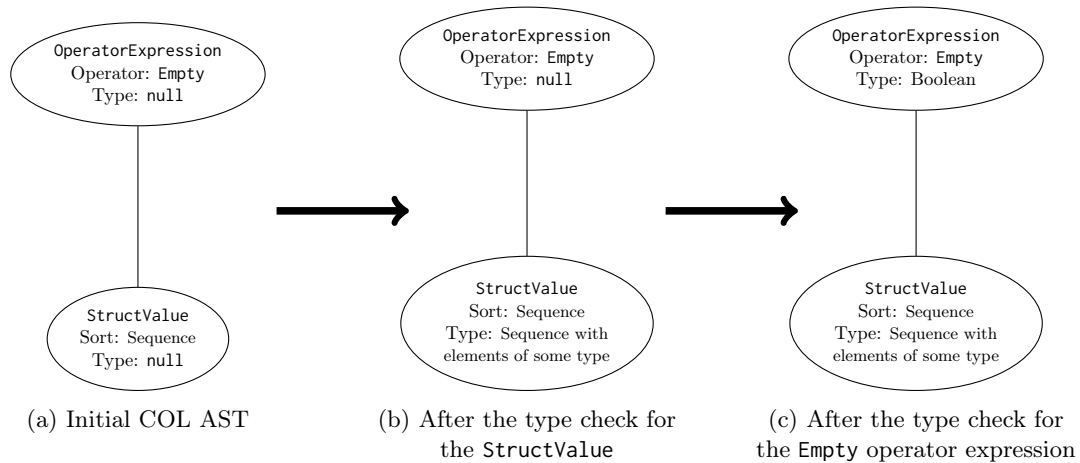 OperatorExpression
Operator: Empty
Type: null
StructValue
Sort: Sequence
Type: null
(a) Initial COL AST
OperatorExpression
Operator: Empty
Type: null
StructValue
Sort: Sequence
Type: Sequence with
elements of some type
(b) After the type check for
the StructValue
OperatorExpression
Operator: Empty
Type: Boolean
StructValue
Sort: Sequence
Type: Sequence with
elements of some type
(c) After the type check for
the Empty operator expression